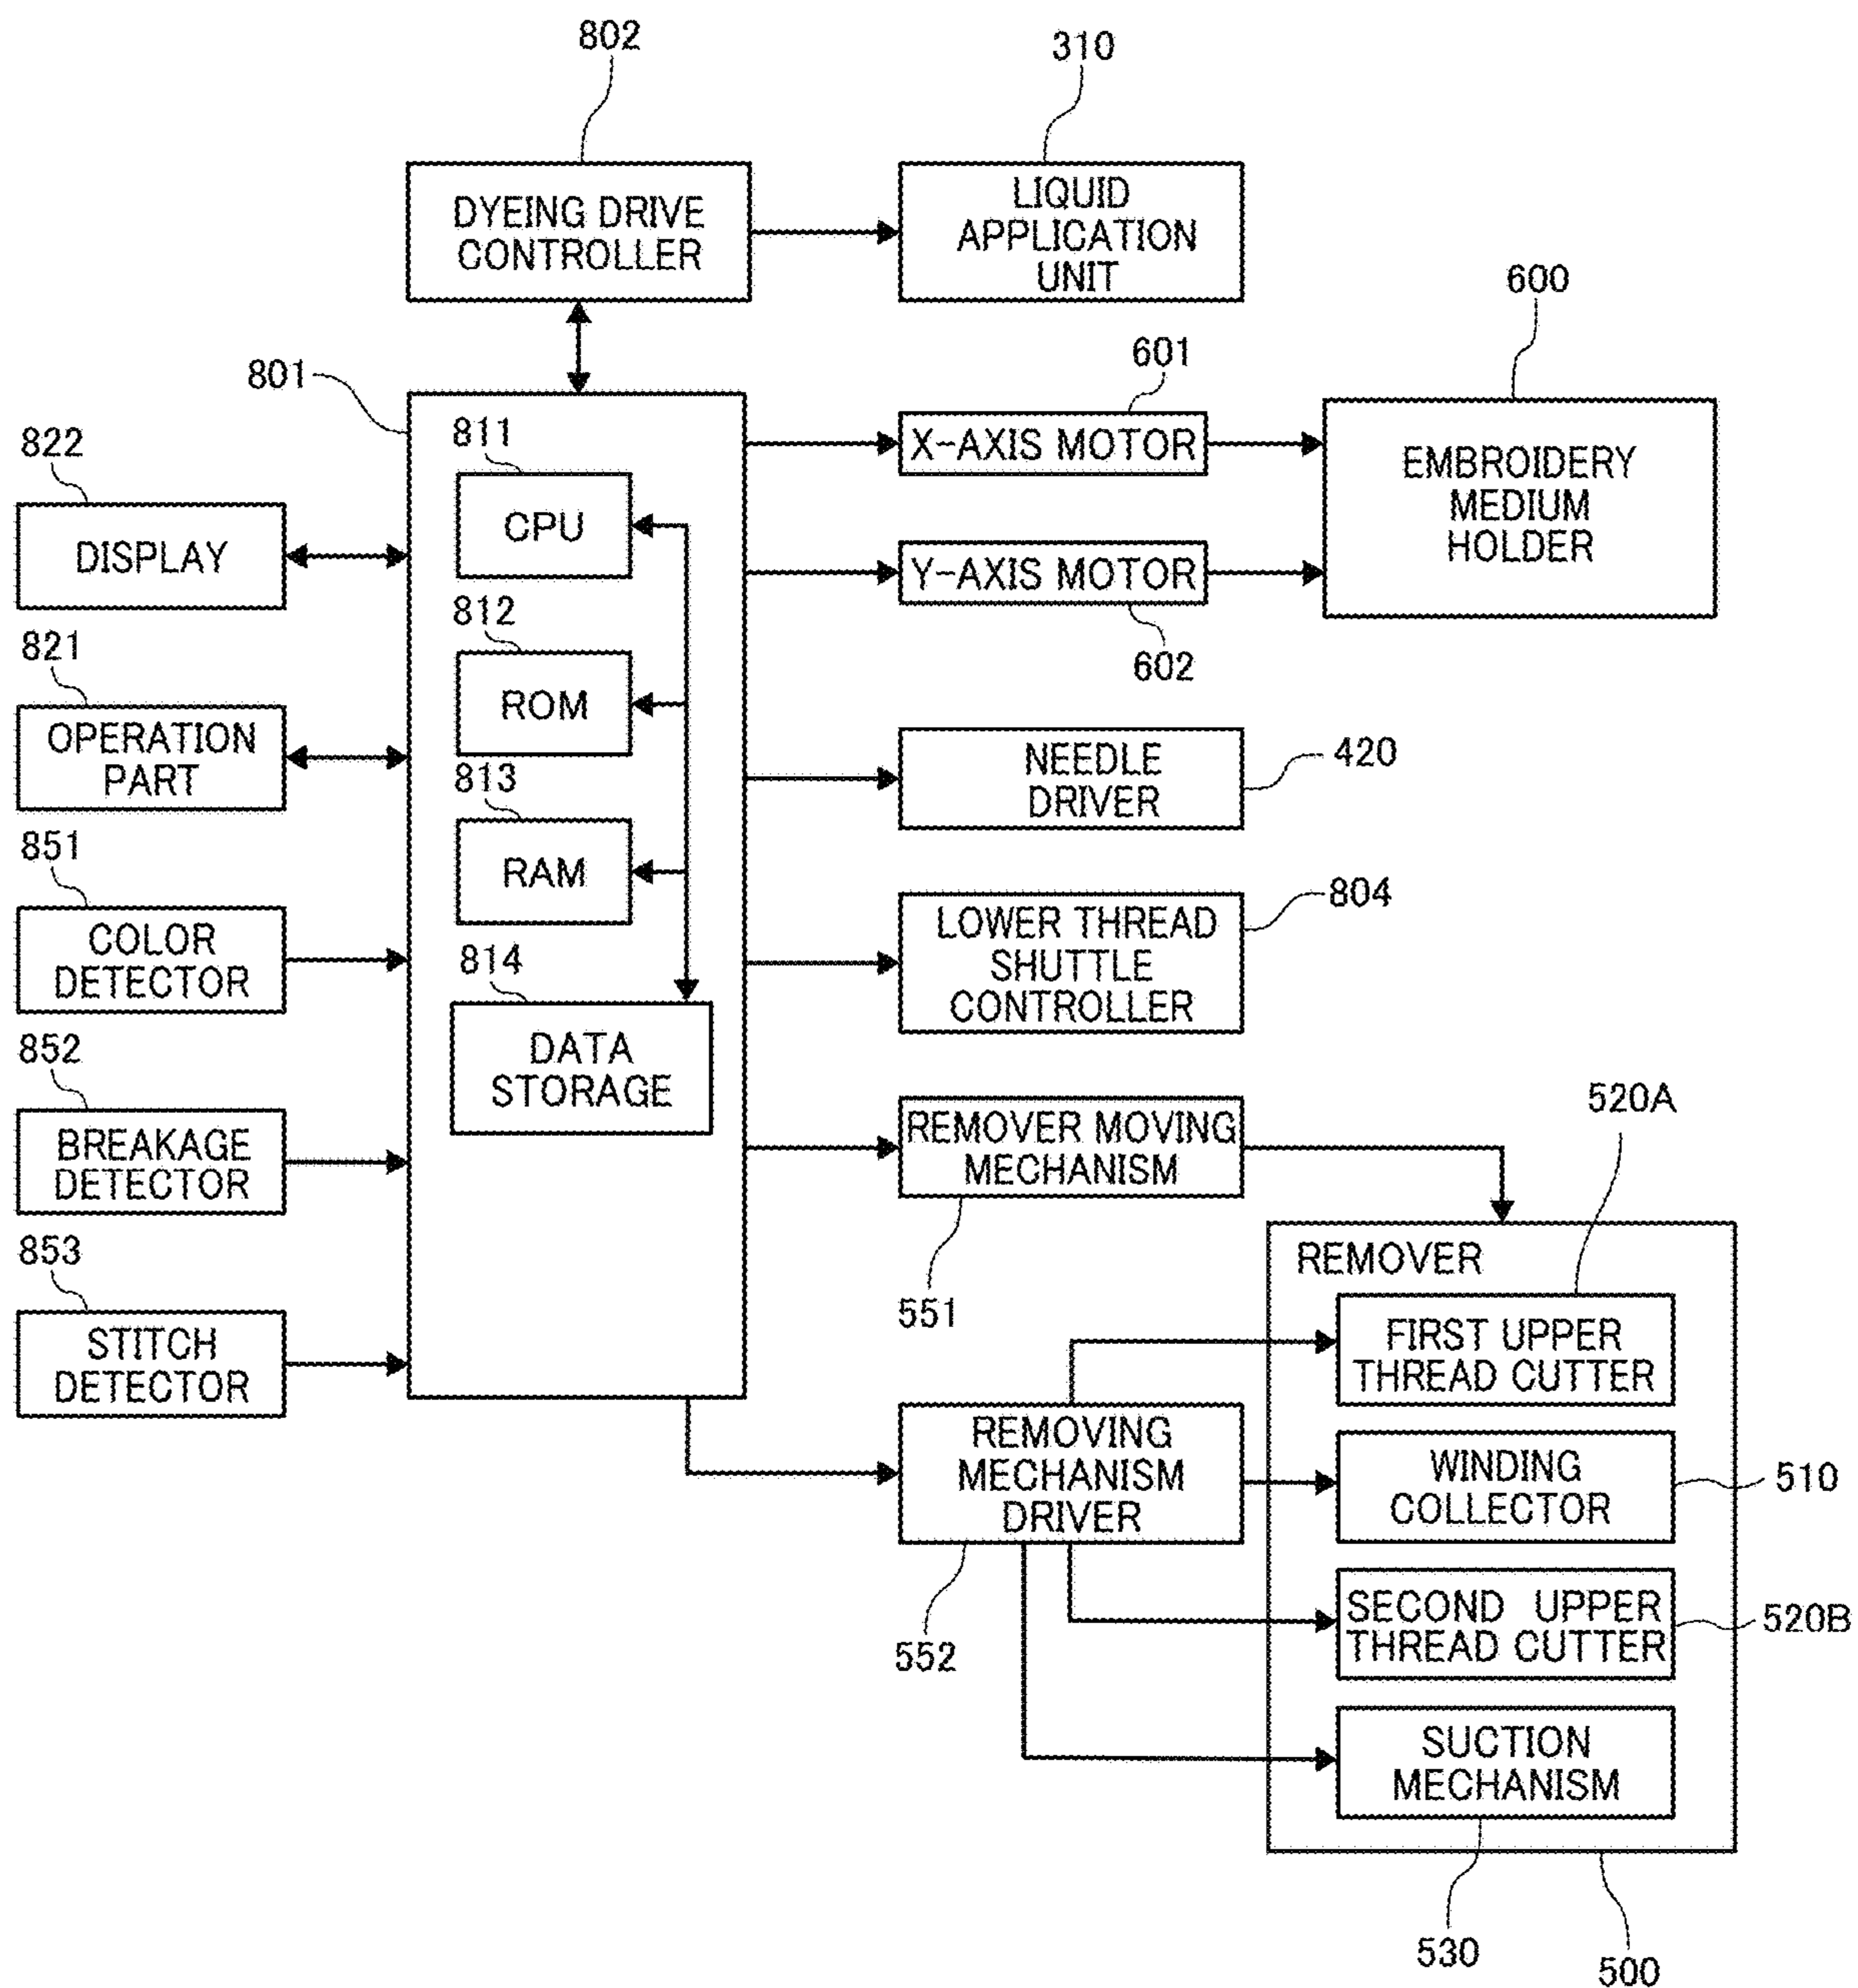 802
310
DYEING DRIVE
CONTROLLER
LIQUID
APPLICATION
UNIT
600
601
801
811
X-AXIS MOTOR
EMBROIDERY
MEDIUM
HOLDER
822
CPU
DISPLAY
Y-AXIS MOTOR
812
602
821
ROM
OPERATION
PART
813
NEEDLE
DRIVER
420
851
RAM
804
COLOR
DETECTOR
814
LOWER THREAD
SHUTTLE
CONTROLLER
852
DATA
STORAGE
520A
BREAKAGE
DETECTOR
REMOVER MOVING
MECHANISM
853
551
REMOVER
STITCH
DETECTOR
FIRST UPPER
THREAD CUTTER
REMOVING
MECHANISM
DRIVER
WINDING
COLLECTOR
510
552
SECOND UPPER
THREAD CUTTER
520B
SUCTION
MECHANISM
530
500